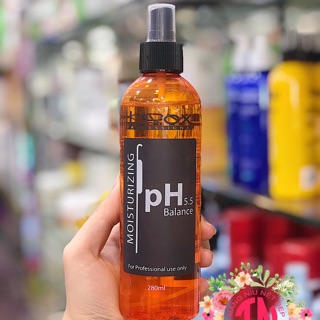 MOISTURIZING
pH 5.5
Balance
For Professional use only
280ml